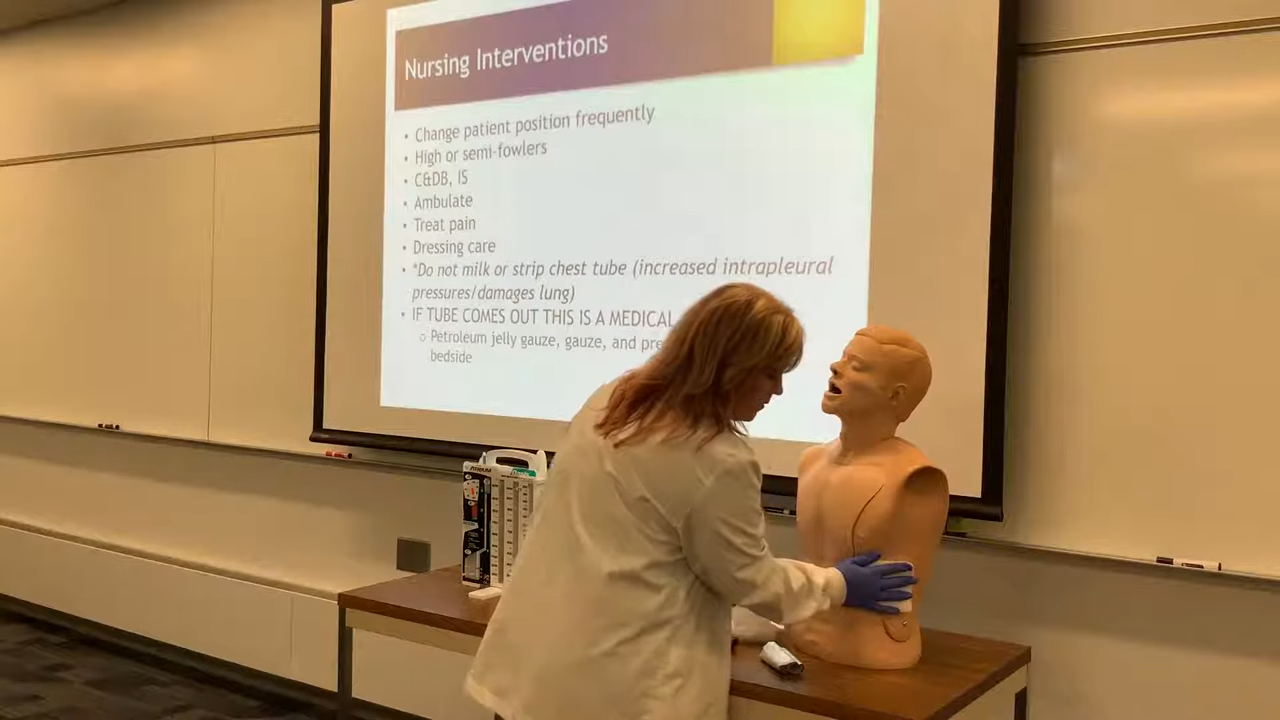 Nursing Interventions
• Change patient position frequently
• High or semi-fowlers
• C&DB, IS
• Ambulate
• Treat pain
• Dressing care
• *Do not milk or strip chest tube (increased intrapleural
pressures/damages lung)
• IF TUBE COMES OUT THIS IS A MEDICAL
o Petroleum jelly gauze, gauze, and
bedside
ATRIUM